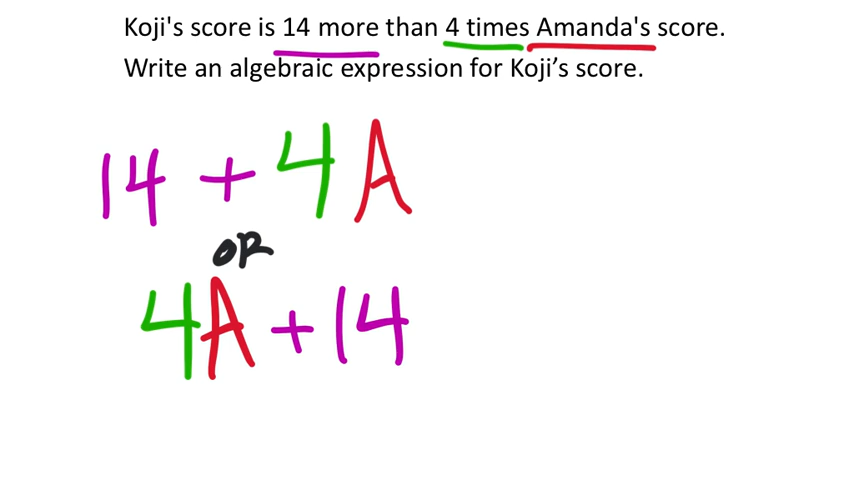 Koji's score is 14 more than 4 times Amanda's score.
Write an algebraic expression for Koji’s score.
14 + 4A
OR
4A + 14